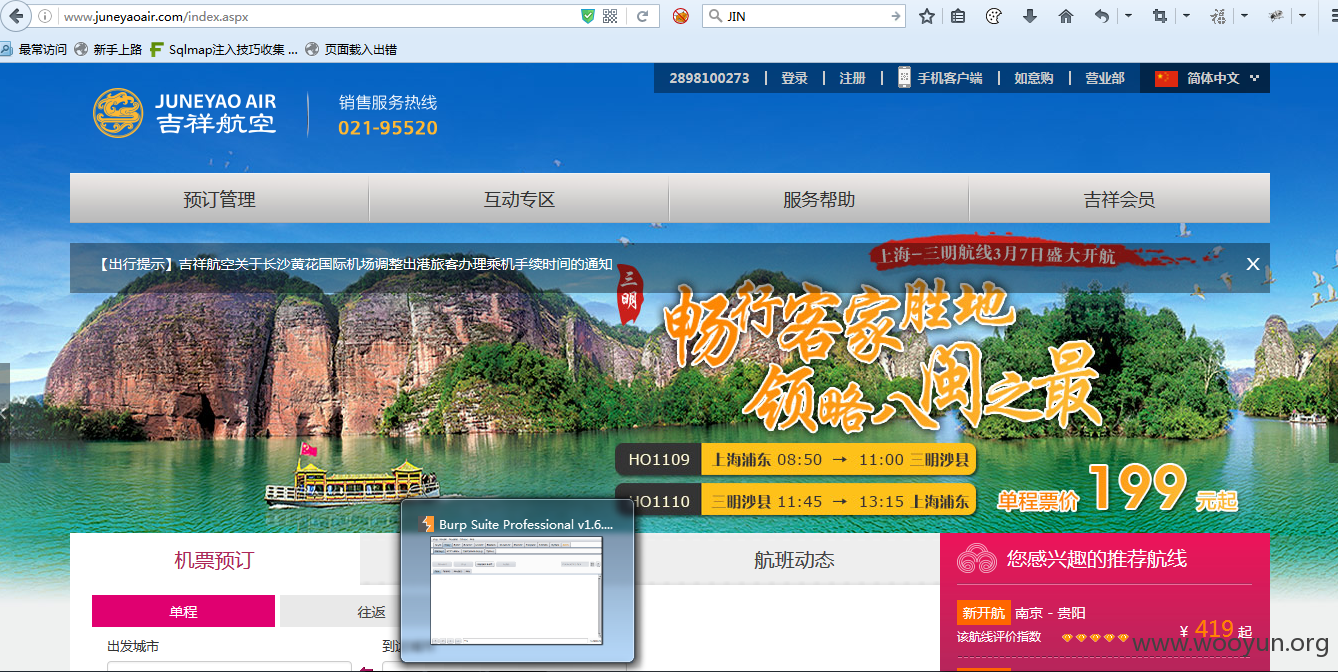 www.juneyaoair.com/index.aspx
JIN
最常访问 新手上路 Sqlmap注入技巧收集 ... 页面载入出错
2898100273 | 登录 | 注册 | 手机客户端 | 如意购 | 营业部 简体中文
JUNEYAO AIR
吉祥航空
销售服务热线
021-95520
预订管理 互动专区 服务帮助 吉祥会员
上海-三明航线3月7日盛大开航
【出行提示】吉祥航空关于长沙黄花国际机场调整出港旅客办理乘机手续时间的通知 X
三明
畅行客家胜地
领略八闽之最
HO1109 上海浦东 08:50 → 11:00 三明沙县
HO1110 三明沙县 11:45 → 13:15 上海浦东
单程票价 199 元起
Burp Suite Professional v1.6....
机票预订 航班动态 您感兴趣的推荐航线
单程 往返
新开航 南京 - 贵阳
该航线评价指数 ¥ 419 起
出发城市
www.wooyun.org